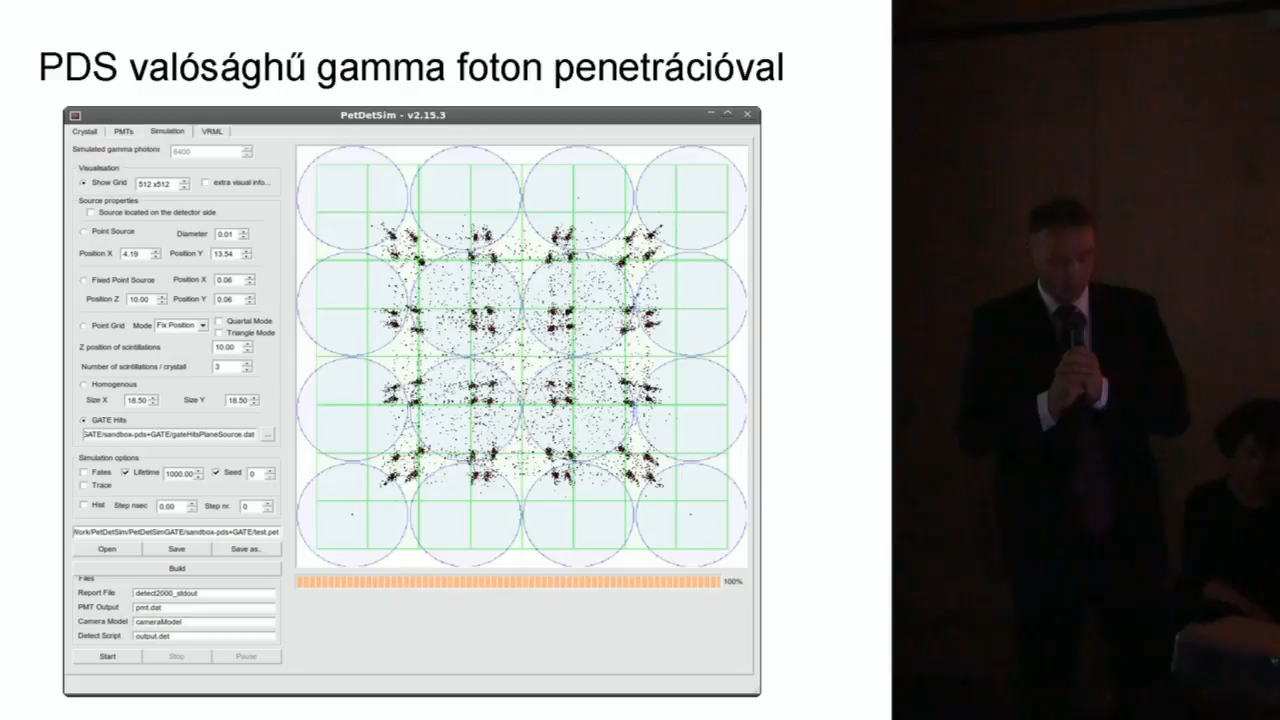 PDS valósághű gamma foton penetrációval
PetDetSim - v2.15.3
Crystall PMTs Simulation VRML
Simulated gamma photons 6400
Visualisation
Show Grid 512 x512 extra visual info...
Source properties
Source located on the detector side
Point Source Diameter 0.01
Position X 4.19 Position Y 13.54
Fixed Point Source Position X 0.06
Position Z 10.00 Position Y 0.06
Point Grid Mode Fix Position Quartal Mode
Triangle Mode
Z position of scintillations 10.00
Number of scintillations / crystall 3
Homogenous
Size X 18.50 Size Y 18.50
GATE Hits
GATE/sandbox-pds+GATE/gateHitsPlaneSource.dat ...
Simulation options
Fates Lifetime 1000.00 Seed 0
Trace
Hist Step nsec 0.00 Step nr. 0
Work/PetDetSim/PetDetSimGATE/sandbox-pds+GATE/test.pet
Open Save Save as..
Build
100%
Files
Report File detect2000_stdout
PMT Output pmt.dat
Camera Model cameraModel
Detect Script output.det
Start Stop Pause